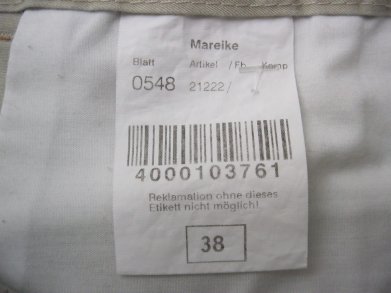 Mareike
Blatt Artikel /Fb. Komp
0548 21222/
4000103761
Reklamation ohne dieses
Etikett nicht möglich!
38